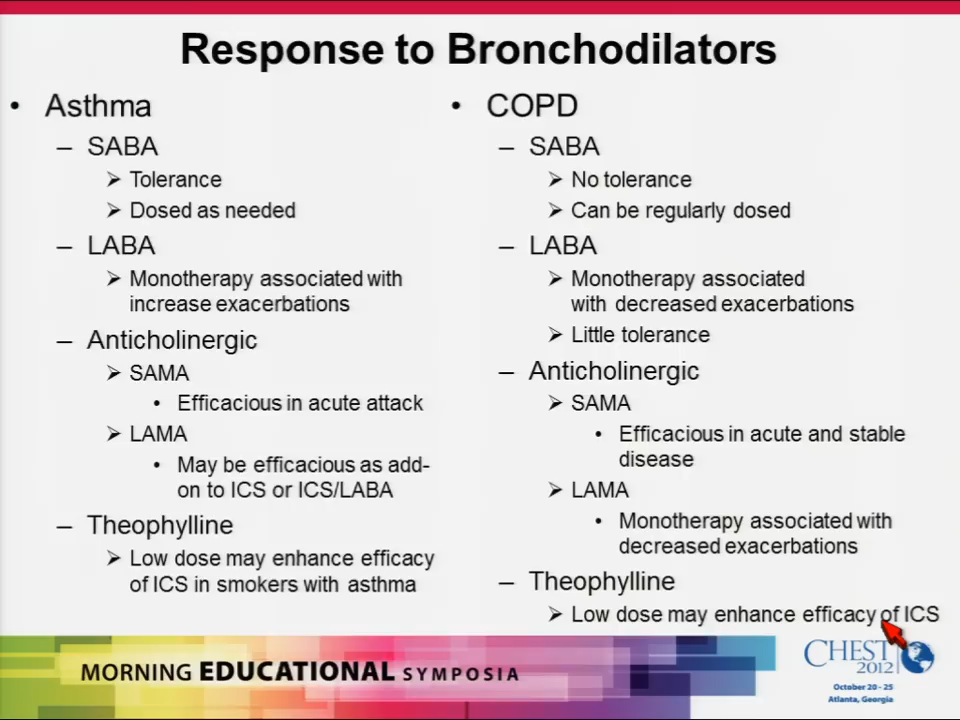 Response to Bronchodilators
• Asthma
– SABA
➢ Tolerance
➢ Dosed as needed
– LABA
➢ Monotherapy associated with
increase exacerbations
– Anticholinergic
➢ SAMA
• Efficacious in acute attack
➢ LAMA
• May be efficacious as add-
on to ICS or ICS/LABA
– Theophylline
➢ Low dose may enhance efficacy
of ICS in smokers with asthma
• COPD
– SABA
➢ No tolerance
➢ Can be regularly dosed
– LABA
➢ Monotherapy associated
with decreased exacerbations
➢ Little tolerance
– Anticholinergic
➢ SAMA
• Efficacious in acute and stable
disease
➢ LAMA
• Monotherapy associated with
decreased exacerbations
– Theophylline
➢ Low dose may enhance efficacy of ICS
MORNING EDUCATIONAL SYMPOSIA
CHEST
2012
October 20 - 25
Atlanta, Georgia